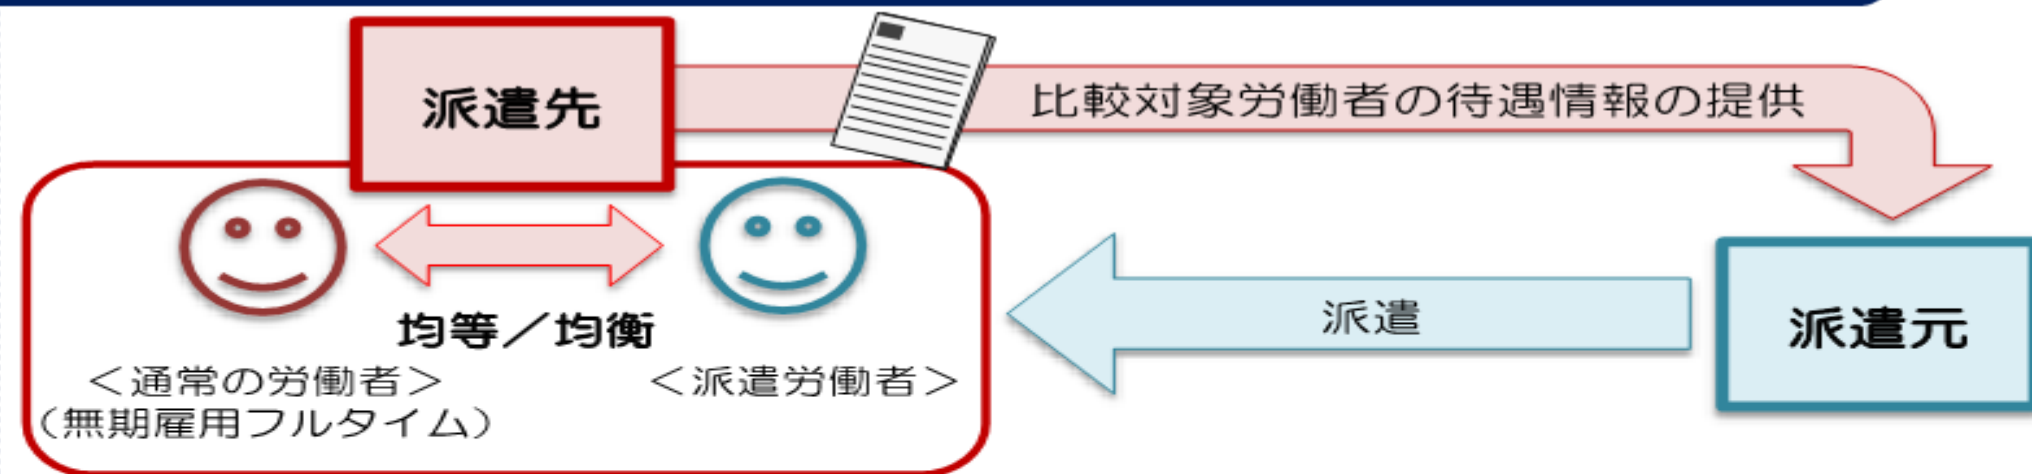 派遣先
比較対象労働者の待遇情報の提供
均等／均衡
＜通常の労働者＞
（無期雇用フルタイム）
＜派遣労働者＞
派遣
派遣元